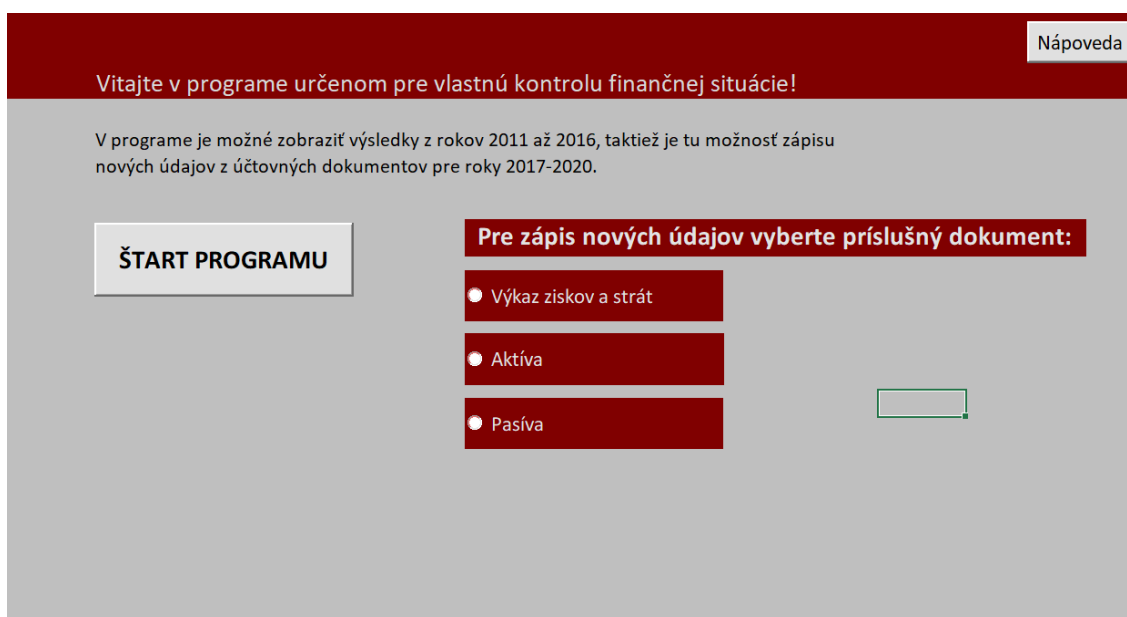 Nápoveda
Vitajte v programe určenom pre vlastnú kontrolu finančnej situácie!
V programe je možné zobraziť výsledky z rokov 2011 až 2016, taktiež je tu možnosť zápisu
nových údajov z účtovných dokumentov pre roky 2017-2020.
ŠTART PROGRAMU
Pre zápis nových údajov vyberte príslušný dokument:
Výkaz ziskov a strát
Aktíva
Pasíva